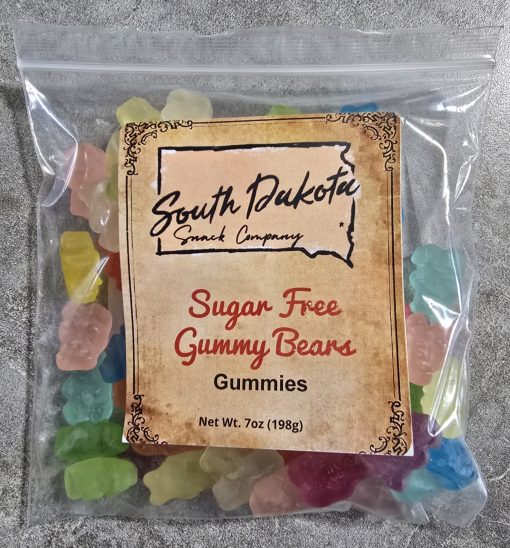 South Dakota
Snack Company
Sugar Free
Gummy Bears
Gummies
Net Wt. 7oz (198g)